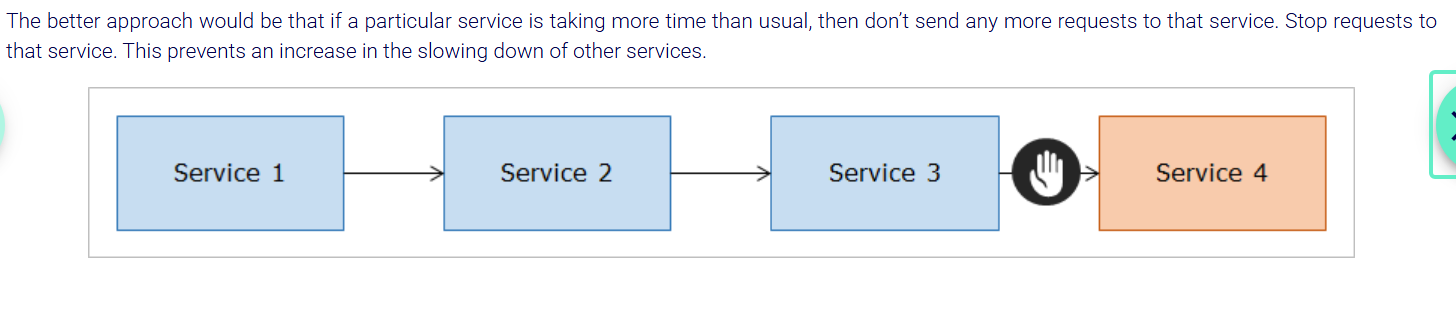 The better approach would be that if a particular service is taking more time than usual, then don’t send any more requests to that service. Stop requests to
that service. This prevents an increase in the slowing down of other services.
Service 1
Service 2
Service 3
Service 4